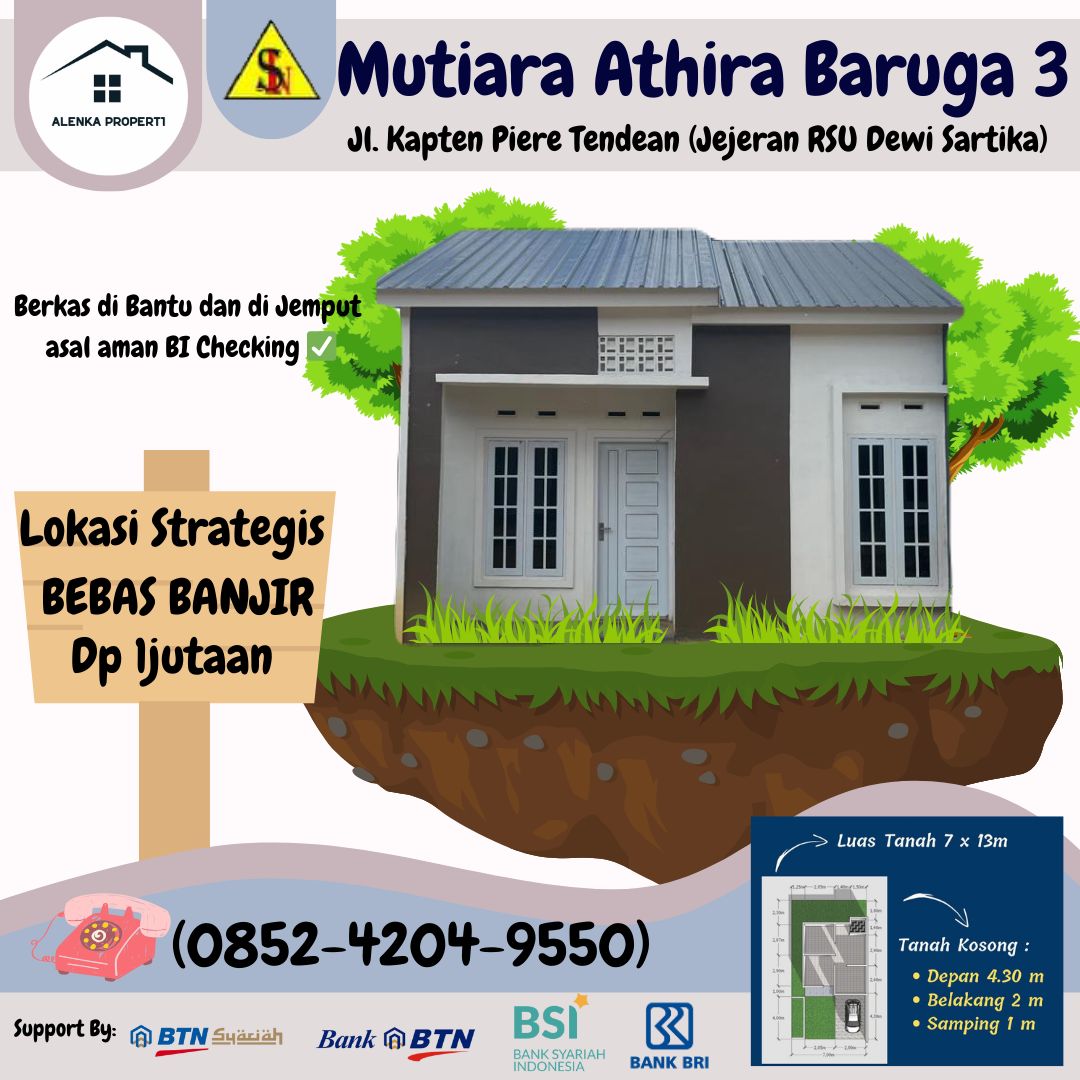 ALENKA PROPERTI
SLN
Mutiara Athira Baruga 3
Jl. Kapten Piere Tendean (Jejeran RSU Dewi Sartika)
Berkas di Bantu dan di Jemput
asal aman BI Checking ✅
Lokasi Strategis
BEBAS BANJIR
Dp 1jutaan
(0852-4204-9550)
Support By:
BTN Syariah
Bank BTN
BSI
BANK SYARIAH
INDONESIA
BANK BRI
Luas Tanah 7 x 13m
Tanah Kosong :
• Depan 4.30 m
• Belakang 2 m
• Samping 1 m